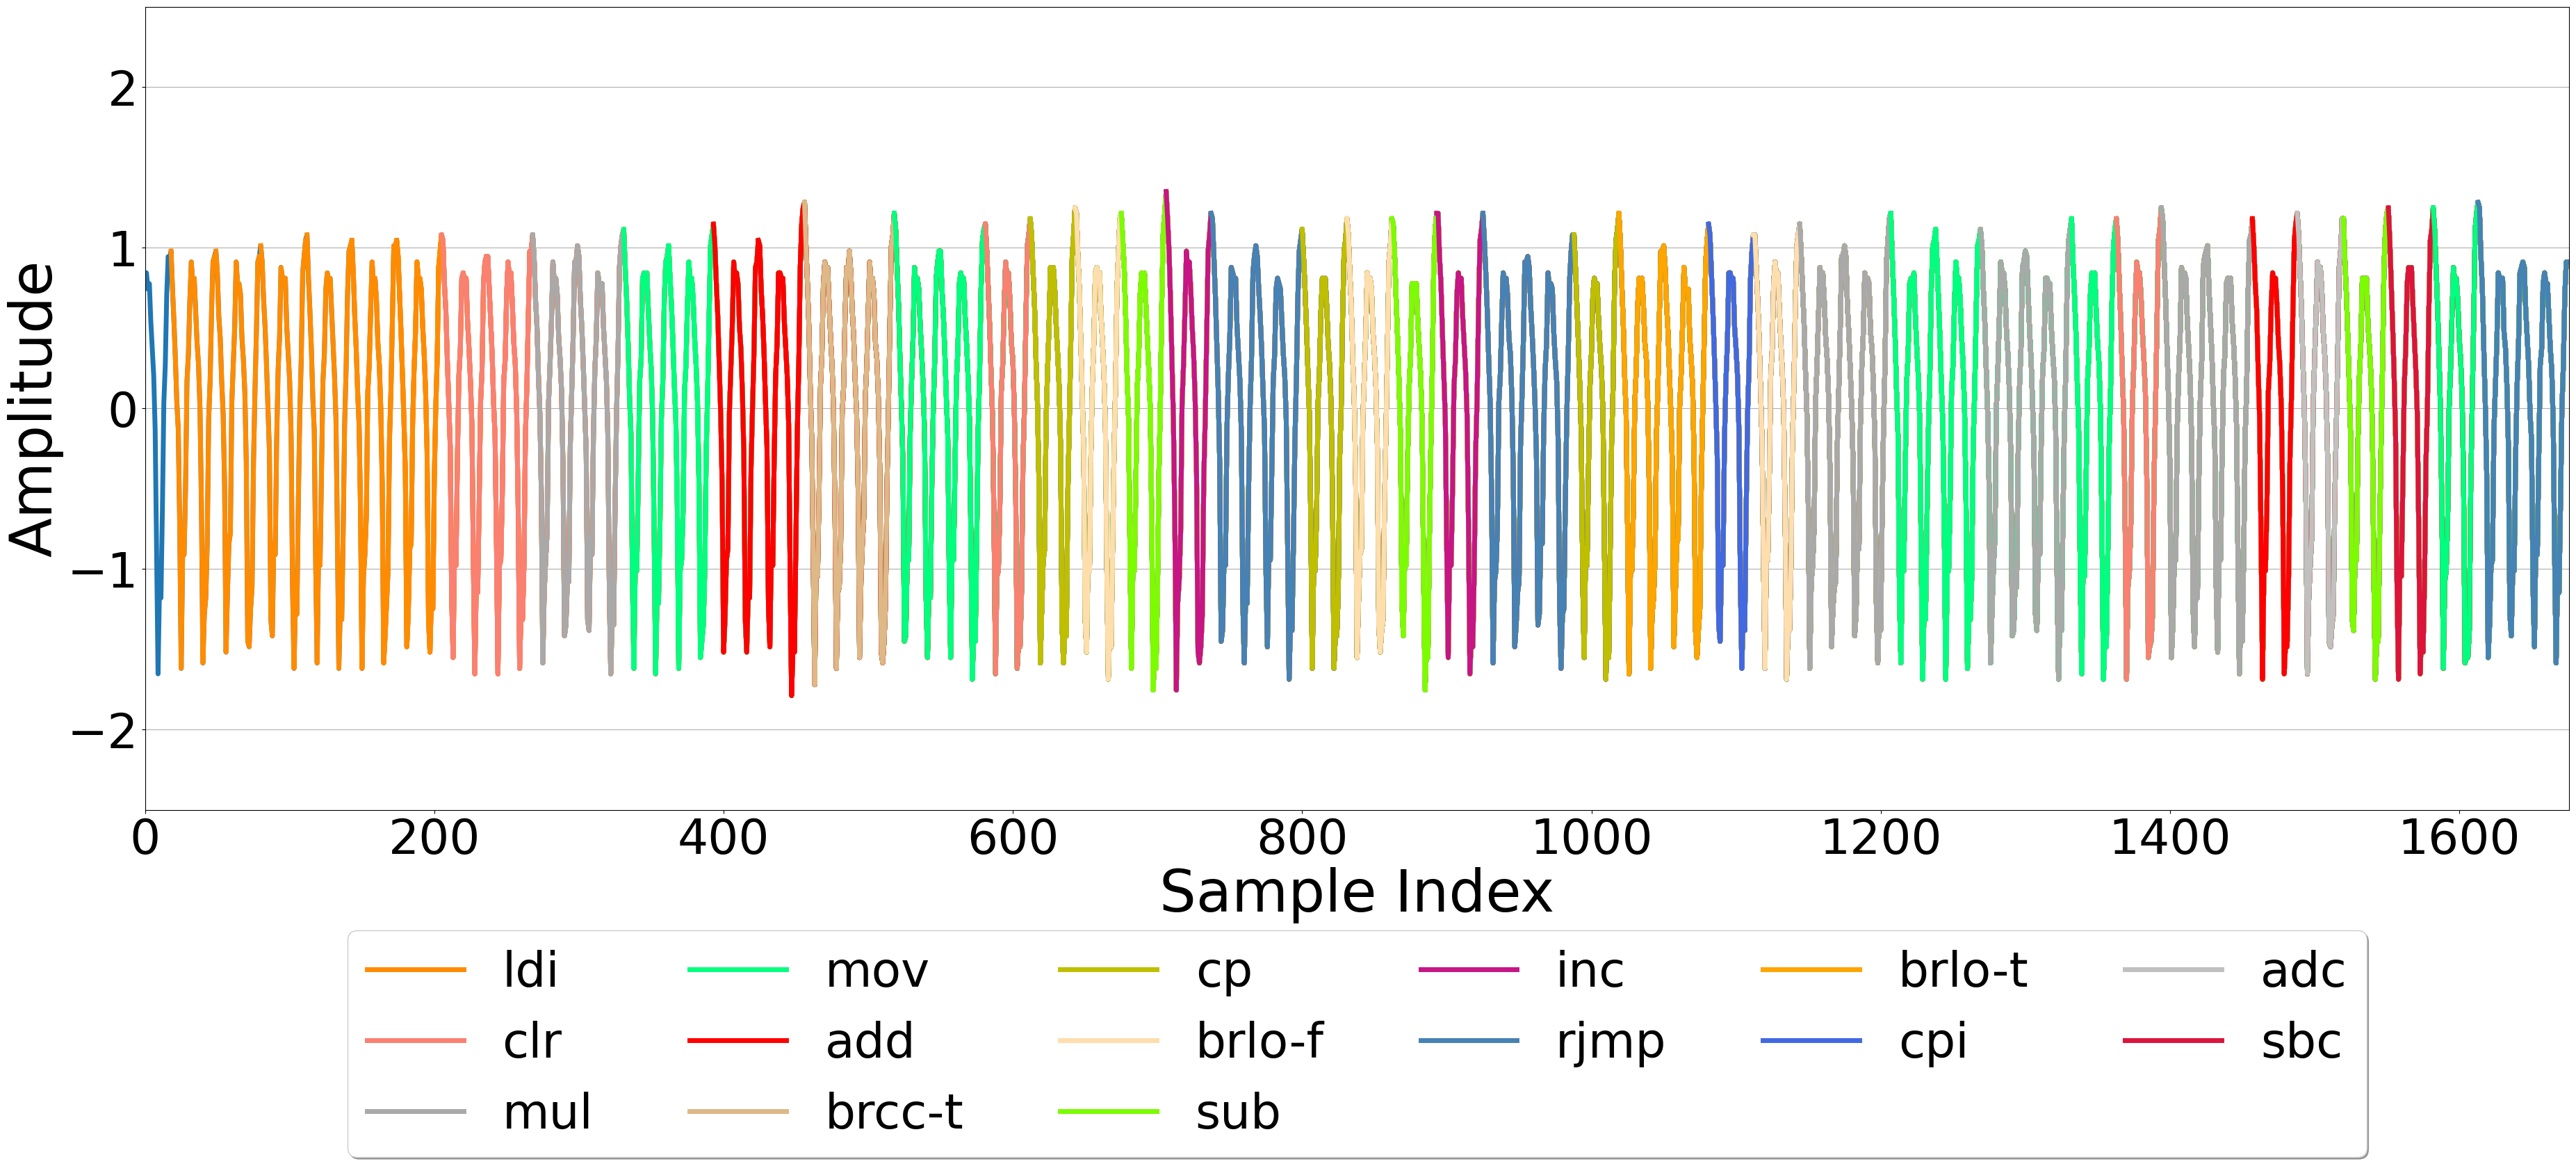 2
1
0
−1
−2
Amplitude
0 200 400 600 800 1000 1200 1400 1600
Sample Index
ldi mov cp inc brlo-t adc
clr add brlo-f rjmp cpi sbc
mul brcc-t sub